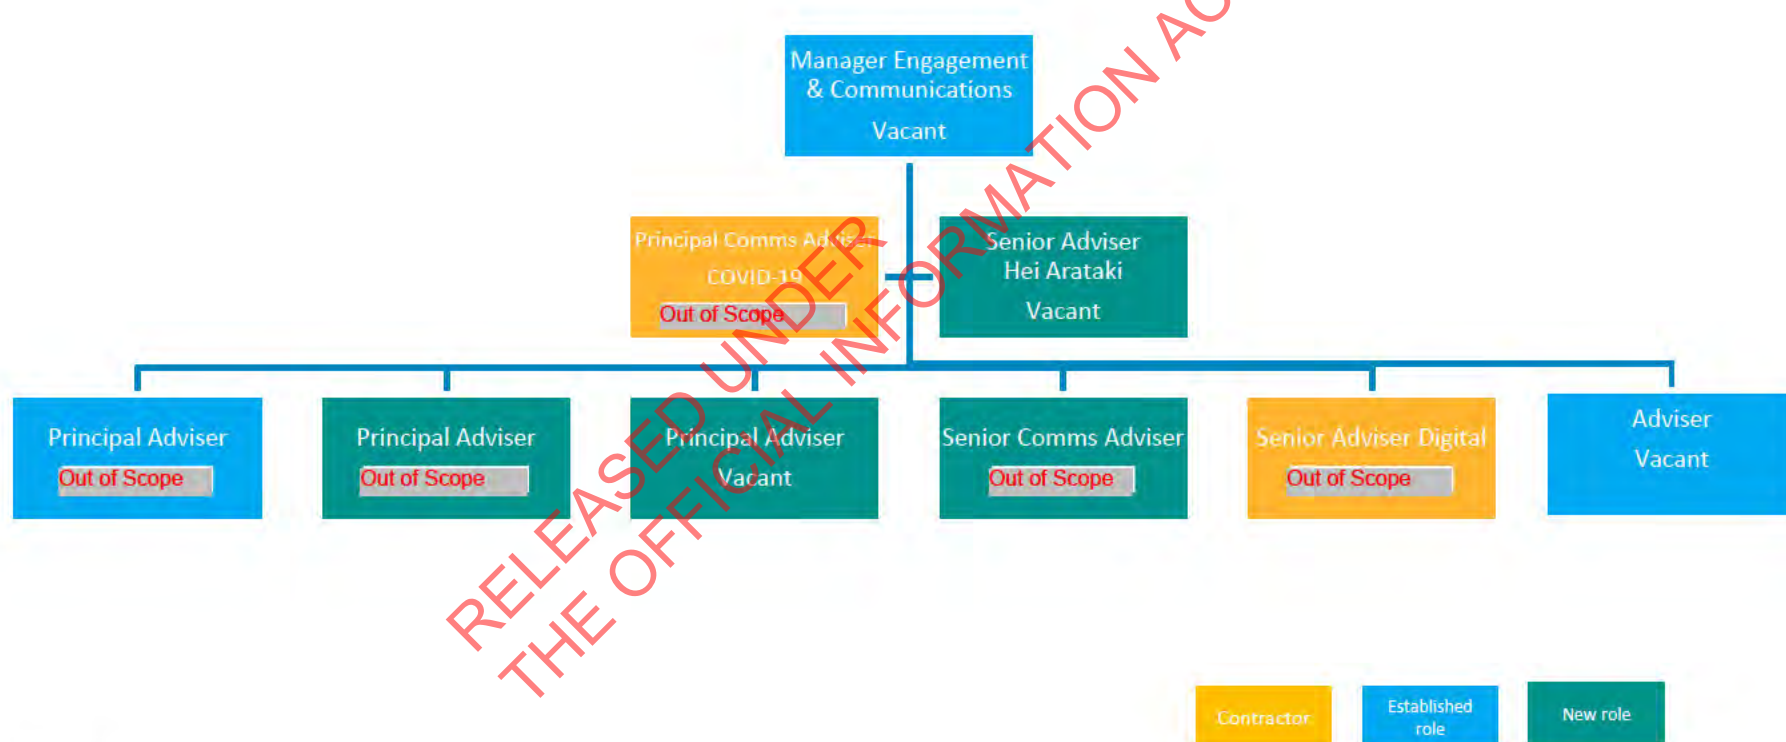 Manager Engagement
& Communications
Vacant
Principal Comms Adviser
COVID-19
Out of Scope
Senior Adviser
Hei Arataki
Vacant
Principal Adviser
Out of Scope
Principal Adviser
Out of Scope
Principal Adviser
Vacant
Senior Comms Adviser
Out of Scope
Senior Adviser Digital
Out of Scope
Adviser
Vacant
RELEASED UNDER
THE OFFICIAL INFORMATION AC
Contractor
Established
role
New role